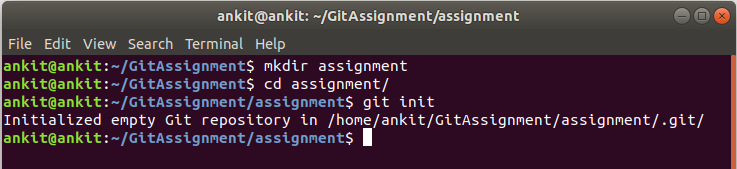 ankit@ankit: ~/GitAssignment/assignment
File Edit View Search Terminal Help
ankit@ankit:~/GitAssignment$ mkdir assignment
ankit@ankit:~/GitAssignment$ cd assignment/
ankit@ankit:~/GitAssignment/assignment$ git init
Initialized empty Git repository in /home/ankit/GitAssignment/assignment/.git/
ankit@ankit:~/GitAssignment/assignment$